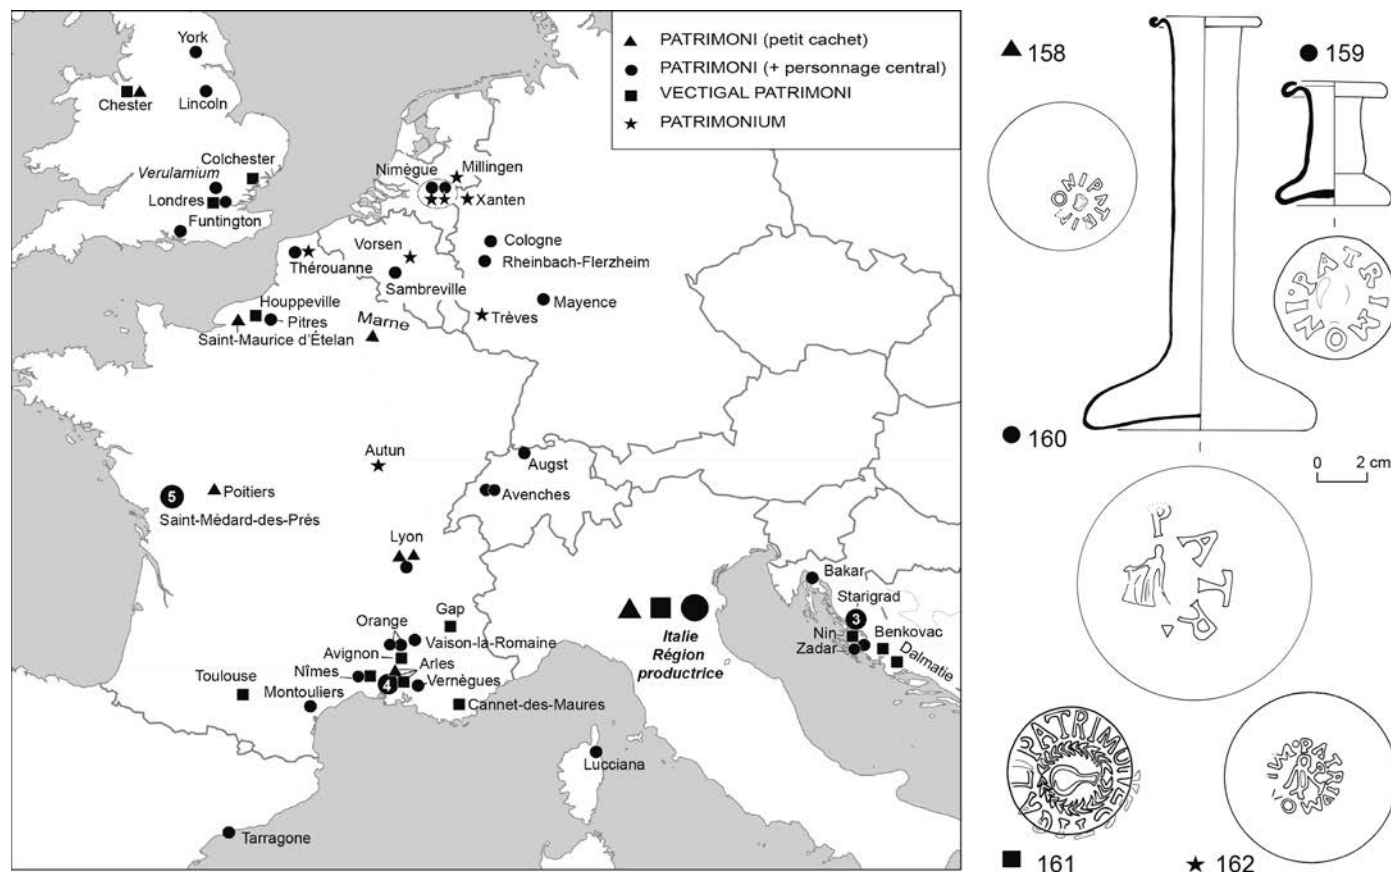 PATRIMONI (petit cachet)
PATRIMONI (+ personnage central)
VECTIGAL PATRIMONI
PATRIMONIUM
York
Chester
Lincoln
Colchester
Verulamium
Londres
Funtington
Nimègue
Millingen
Xanten
Cologne
Rheinbach-Flerzheim
Vorsen
Thérouanne
Sambreville
Mayence
Trèves
Houppeville
Pitres
Marne
Saint-Maurice d'Ételan
Autun
Augst
Avenches
5
Poitiers
Saint-Médard-des-Prés
Lyon
Gap
Orange
Vaison-la-Romaine
Avignon
Arles
Nîmes
4
Vernègues
Toulouse
Montouliers
Cannet-des-Maures
Lucciana
Tarragone
Italie
Région
productrice
Bakar
Starigrad
3
Nin
Benkovac
Zadar
Dalmatie
158
159
160
0 2 cm
161
162
PATRI
ONI
PATRIMONI
P
A
T
R
PATRIMO
PATRI